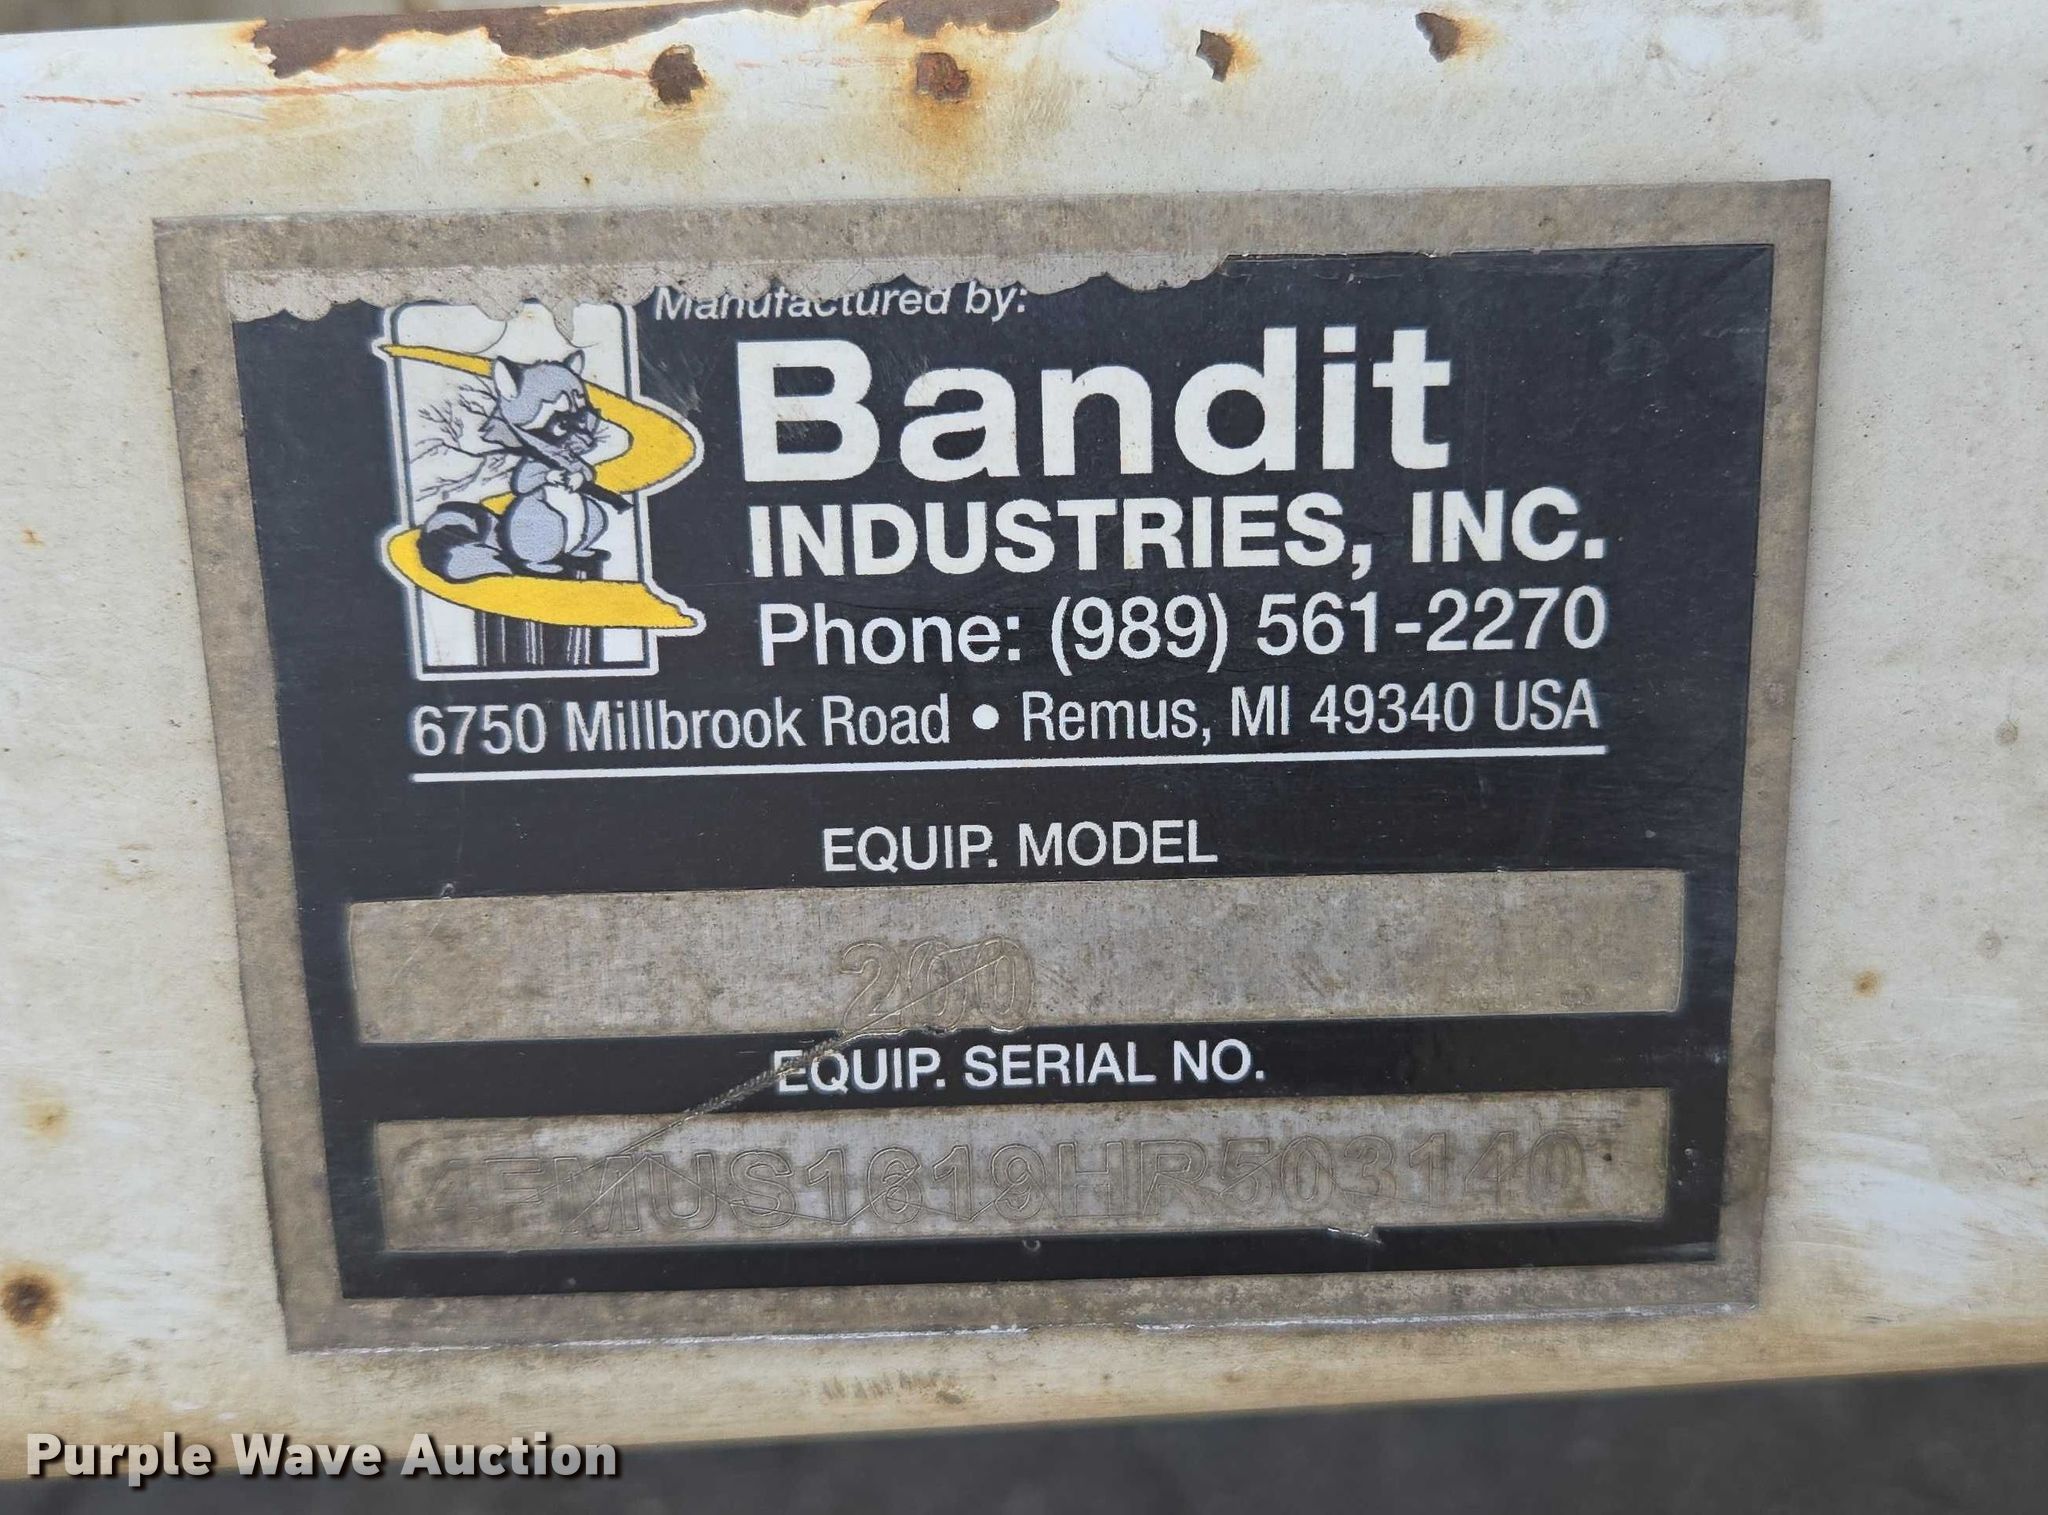 Manufactured by:
Bandit
INDUSTRIES, INC.
Phone: (989) 561-2270
6750 Millbrook Road • Remus, MI 49340 USA
EQUIP. MODEL
200
EQUIP. SERIAL NO.
4FMUS1619HR503140
Purple Wave Auction